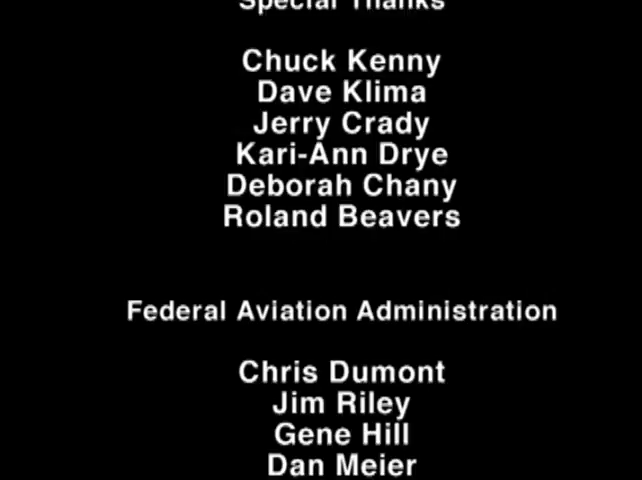 Special Thanks
Chuck Kenny
Dave Klima
Jerry Crady
Kari-Ann Drye
Deborah Chany
Roland Beavers
Federal Aviation Administration
Chris Dumont
Jim Riley
Gene Hill
Dan Meier